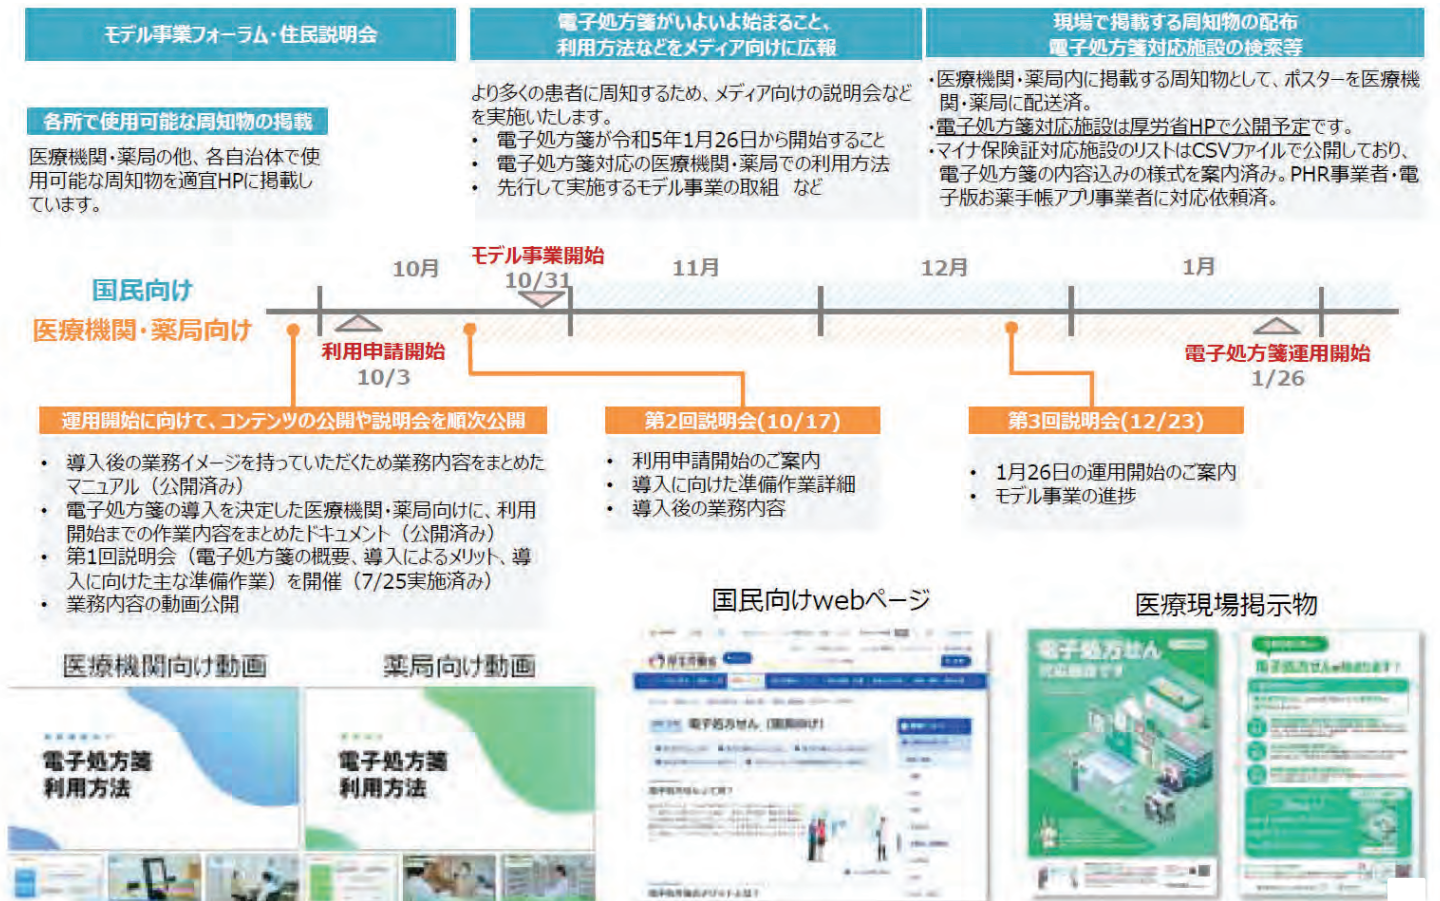 モデル事業フォーラム・住民説明会
各所で使用可能な周知物の掲載
医療機関・薬局の他、各自治体で使
用可能な周知物を適宜HPに掲載し
ています。
電子処方箋がいよいよ始まること、
利用方法などをメディア向けに広報
より多くの患者に周知するため、メディア向けの説明会など
を実施いたします。
• 電子処方箋が令和5年1月26日から開始すること
• 電子処方箋対応の医療機関・薬局での利用方法
• 先行して実施するモデル事業の取組 など
現場で掲載する周知物の配布
電子処方箋対応施設の検索等
・医療機関・薬局内に掲載する周知物として、ポスターを医療機
関・薬局に配送済。
・電子処方箋対応施設は厚労省HPで公開予定です。
・マイナ保険証対応施設のリストはCSVファイルで公開しており、
電子処方箋の内容込みの様式を案内済み。PHR事業者・電
子版お薬手帳アプリ事業者に対応依頼済。
国民向け
医療機関・薬局向け
10月
モデル事業開始
10/31
11月
12月
1月
利用申請開始
10/3
電子処方箋運用開始
1/26
運用開始に向けて、コンテンツの公開や説明会を順次公開
• 導入後の業務イメージを持っていただくため業務内容をまとめた
マニュアル（公開済み）
• 電子処方箋の導入を決定した医療機関・薬局向けに、利用
開始までの作業内容をまとめたドキュメント（公開済み）
• 第1回説明会（電子処方箋の概要、導入によるメリット、導
入に向けた主な準備作業）を開催（7/25実施済み）
• 業務内容の動画公開
第2回説明会(10/17)
• 利用申請開始のご案内
• 導入に向けた準備作業詳細
• 導入後の業務内容
第3回説明会(12/23)
• 1月26日の運用開始のご案内
• モデル事業の進捗
医療機関向け動画
電子処方箋
利用方法
薬局向け動画
電子処方箋
利用方法
国民向けwebページ
厚生労働省
電子処方せん（国民向け）
電子処方せんって何？
医療現場掲示物
電子処方せん
対応施設です